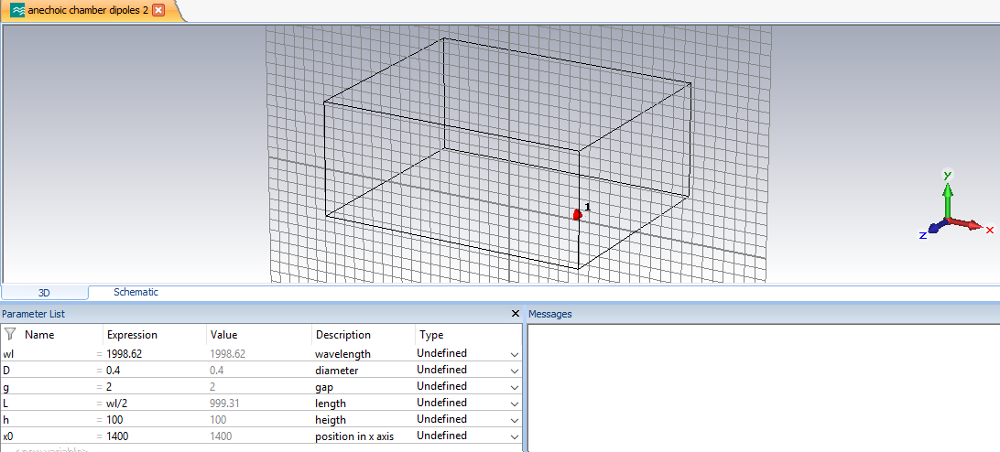 anechoic chamber dipoles 2
1
y
x
z
3D Schematic
Parameter List
Messages
Name Expression Value Description Type
wl = 1998.62 1998.62 wavelength Undefined
D = 0.4 0.4 diameter Undefined
g = 2 2 gap Undefined
L = wl/2 999.31 length Undefined
h = 100 100 heigth Undefined
x0 = 1400 1400 position in x axis Undefined